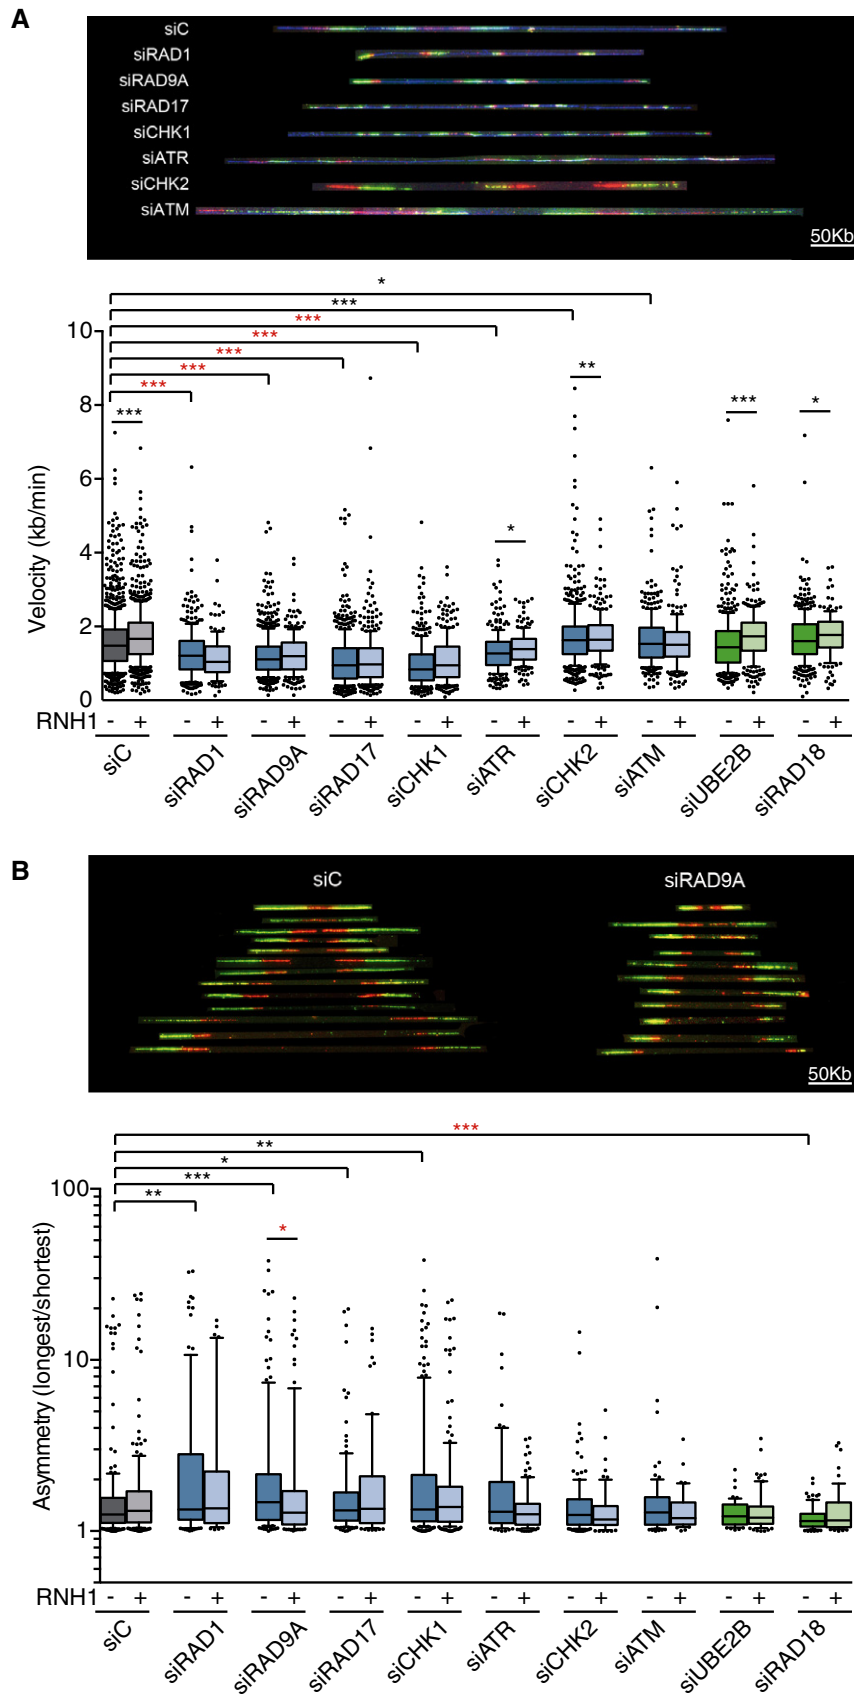 A
siC
siRAD1
siRAD9A
siRAD17
siCHK1
siATR
siCHK2
siATM
50Kb
*
***
***
***
***
***
***
***
*
**
***
*
Velocity (kb/min)
10
8
6
4
2
0
RNH1 - + - + - + - + - + - + - + - + - + - +
siC siRAD1 siRAD9A siRAD17 siCHK1 siATR siCHK2 siATM siUBE2B siRAD18
B
siC siRAD9A
50Kb
***
**
*
***
**
*
Asymmetry (longest/shortest)
100
10
1
RNH1 - + - + - + - + - + - + - + - + - + - +
siC siRAD1 siRAD9A siRAD17 siCHK1 siATR siCHK2 siATM siUBE2B siRAD18